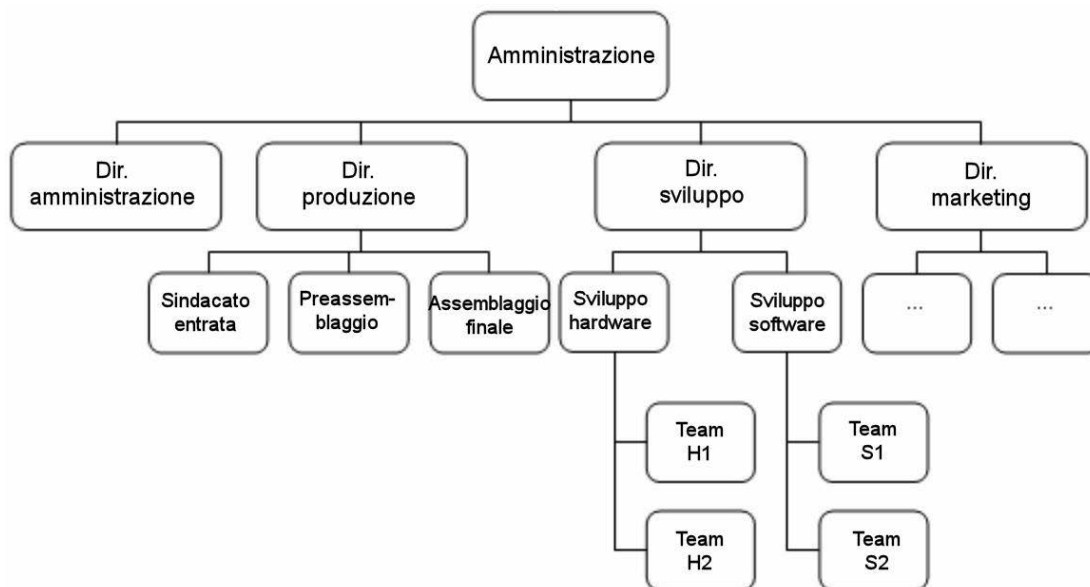 Amministrazione
Dir.
amministrazione
Dir.
produzione
Dir.
sviluppo
Dir.
marketing
Sindacato
entrata
Preassem-
blaggio
Assemblaggio
finale
Sviluppo
hardware
Sviluppo
software
...
...
Team
H1
Team
S1
Team
H2
Team
S2